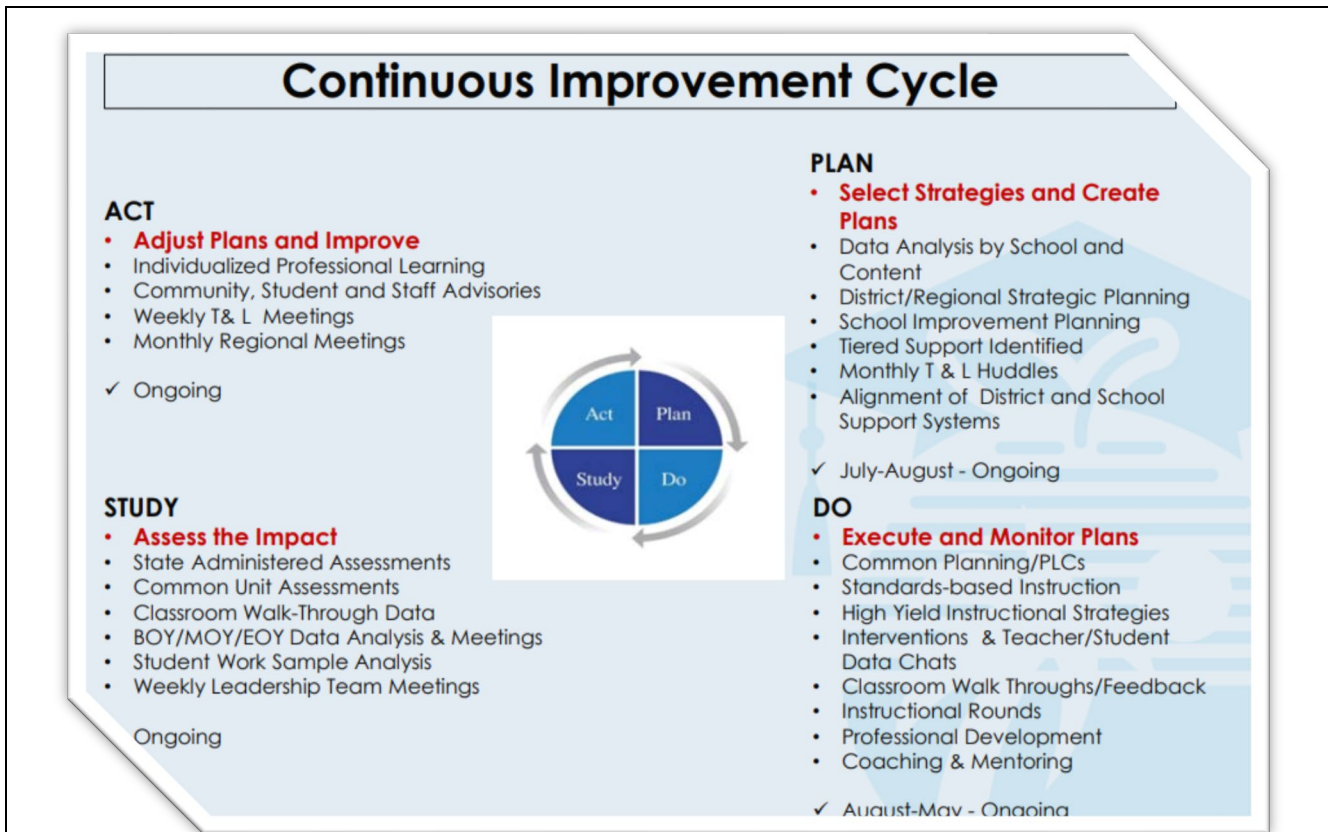 Continuous Improvement Cycle
ACT
• Adjust Plans and Improve
• Individualized Professional Learning
• Community, Student and Staff Advisories
• Weekly T& L Meetings
• Monthly Regional Meetings
✓ Ongoing
PLAN
• Select Strategies and Create
Plans
• Data Analysis by School and
Content
• District/Regional Strategic Planning
• School Improvement Planning
• Tiered Support Identified
• Monthly T & L Huddles
• Alignment of District and School
Support Systems
✓ July-August - Ongoing
Act
Plan
Study
Do
STUDY
• Assess the Impact
• State Administered Assessments
• Common Unit Assessments
• Classroom Walk-Through Data
• BOY/MOY/EOY Data Analysis & Meetings
• Student Work Sample Analysis
• Weekly Leadership Team Meetings
Ongoing
DO
• Execute and Monitor Plans
• Common Planning/PLCs
• Standards-based Instruction
• High Yield Instructional Strategies
• Interventions & Teacher/Student
Data Chats
• Classroom Walk Throughs/Feedback
• Instructional Rounds
• Professional Development
• Coaching & Mentoring
✓ August-May - Ongoing